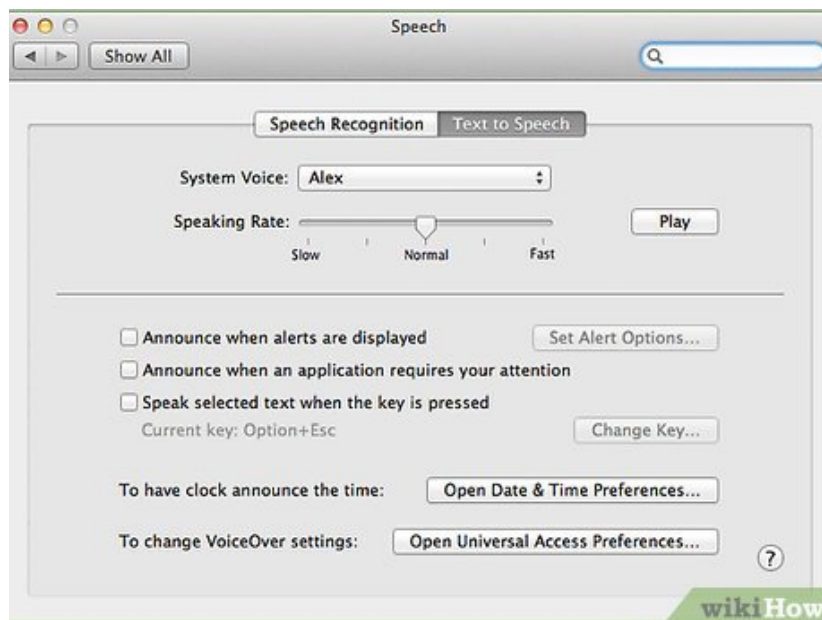 Speech
Show All
Speech Recognition Text to Speech
System Voice: Alex
Speaking Rate: Play
Slow Normal Fast
Announce when alerts are displayed Set Alert Options...
Announce when an application requires your attention
Speak selected text when the key is pressed
Current key: Option+Esc Change Key...
To have clock announce the time: Open Date & Time Preferences...
To change VoiceOver settings: Open Universal Access Preferences...
?
wikiHow